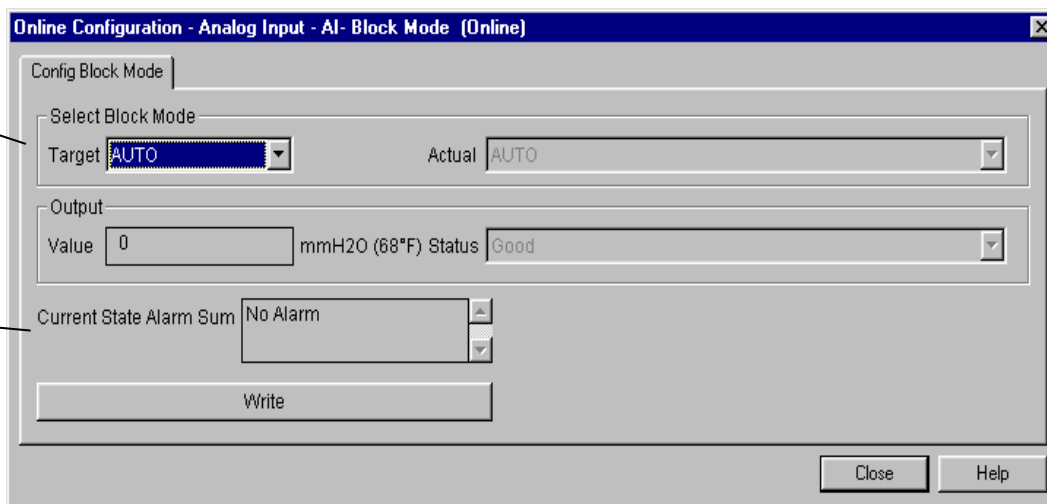 Online Configuration - Analog Input - AI- Block Mode (Online)
Config Block Mode
Select Block Mode
Target AUTO Actual AUTO
Output
Value 0 mmH2O (68°F) Status Good
Current State Alarm Sum No Alarm
Write
Close Help